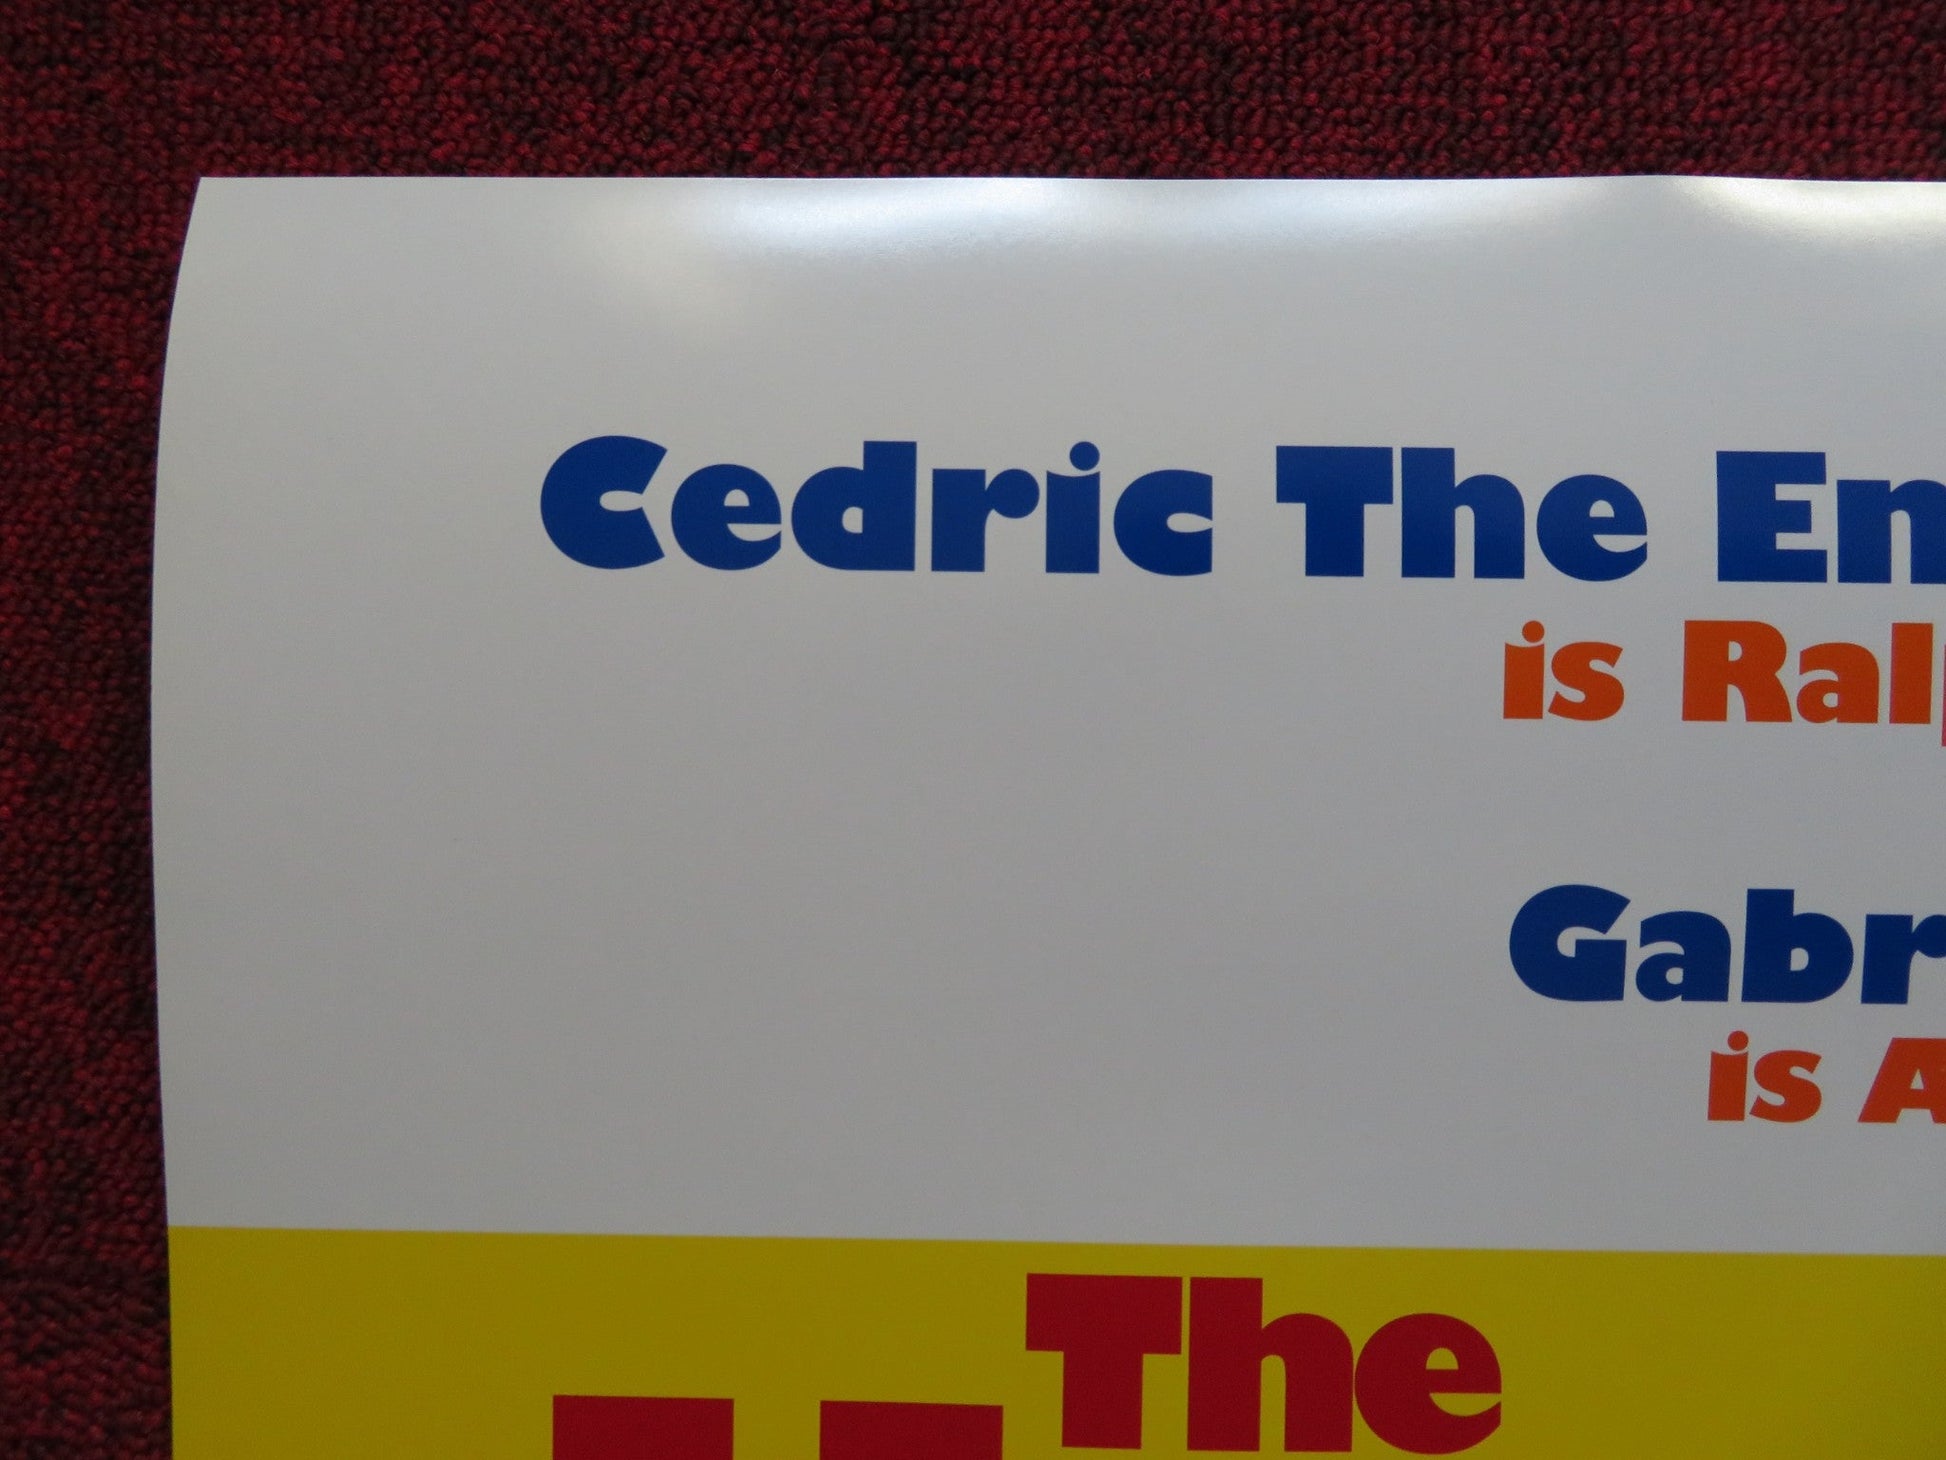 Cedric The En
is Ral
Gabr
is A
The